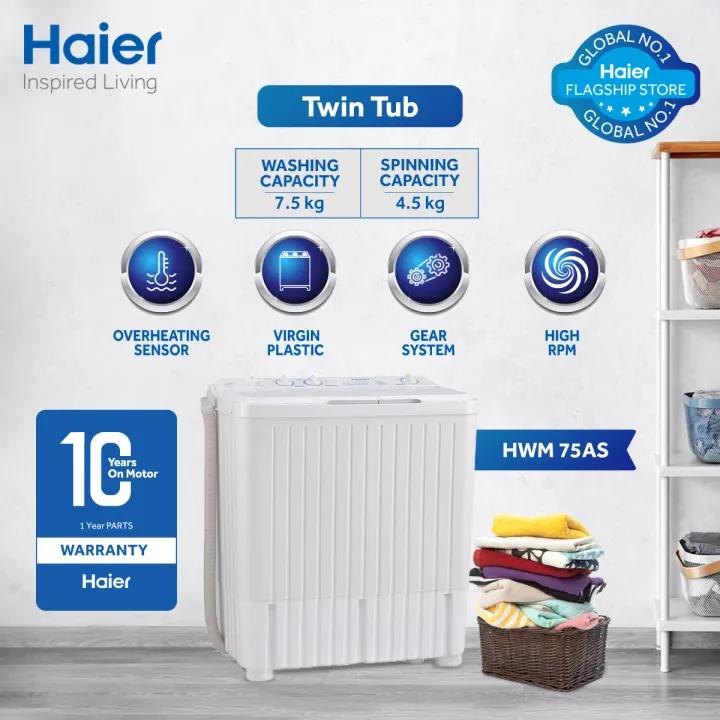 Haier
Inspired Living
GLOBAL NO.1
Haier
FLAGSHIP STORE
GLOBAL NO.1
Twin Tub
WASHING
CAPACITY
7.5 kg
SPINNING
CAPACITY
4.5 kg
OVERHEATING
SENSOR
VIRGIN
PLASTIC
GEAR
SYSTEM
HIGH
RPM
Haier
10 Years
On Motor
1 Year PARTS
WARRANTY
Haier
HWM 75AS